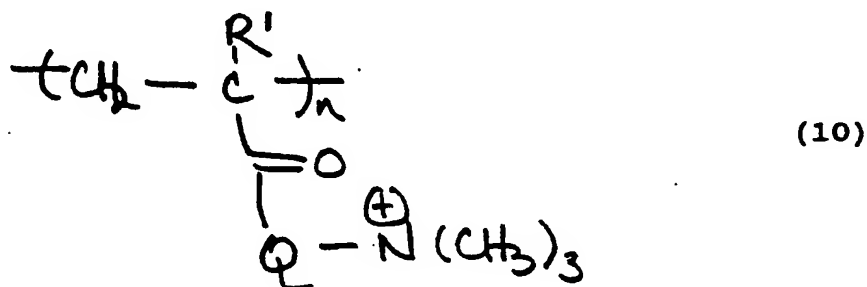 R'
-(CH2 - C -)n
C=O (10)
Q - N⊕ (CH3)3